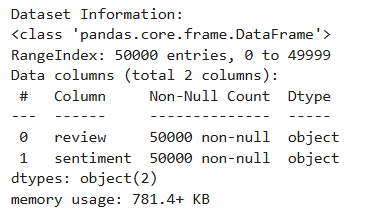 Dataset Information:
<class 'pandas.core.frame.DataFrame'>
RangeIndex: 50000 entries, 0 to 49999
Data columns (total 2 columns):
 #   Column     Non-Null Count  Dtype
---  ------     --------------  -----
 0   review     50000 non-null  object
 1   sentiment  50000 non-null  object
dtypes: object(2)
memory usage: 781.4+ KB